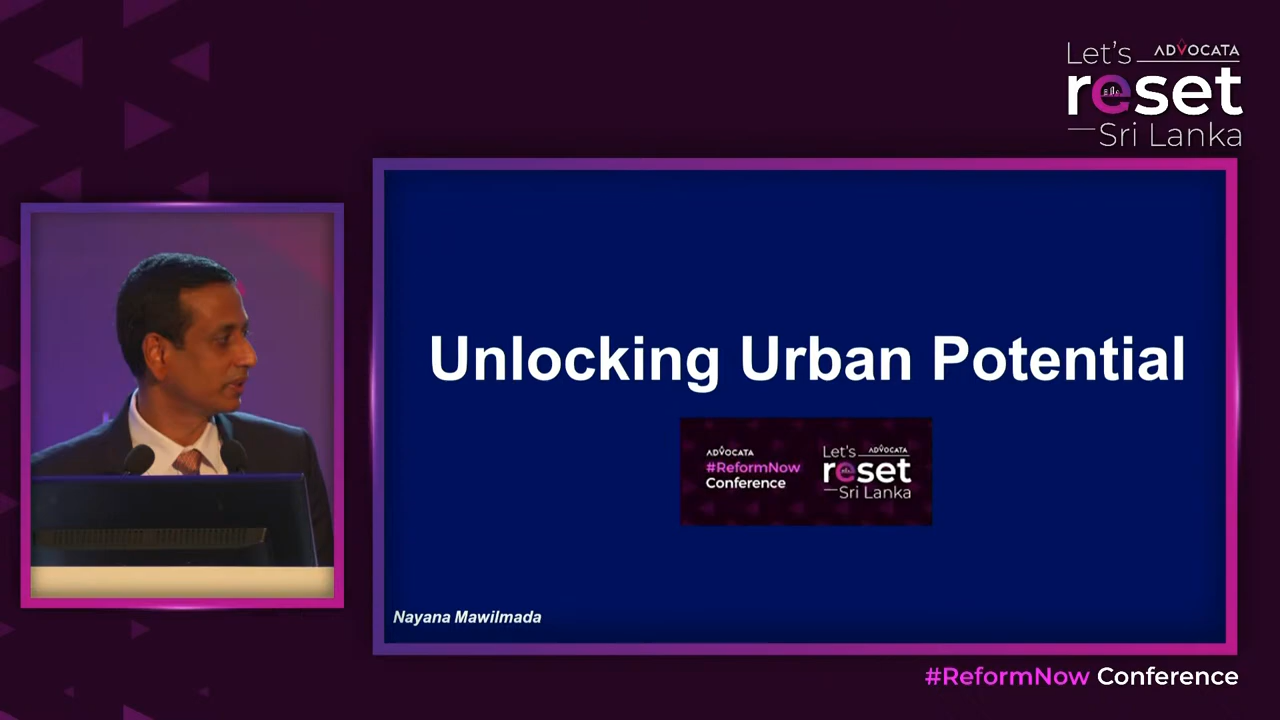 Let's ADVOCATA
reset
Sri Lanka
Unlocking Urban Potential
ADVOCATA
#ReformNow
Conference
Let's ADVOCATA
reset
Sri Lanka
Nayana Mawilmada
#ReformNow Conference